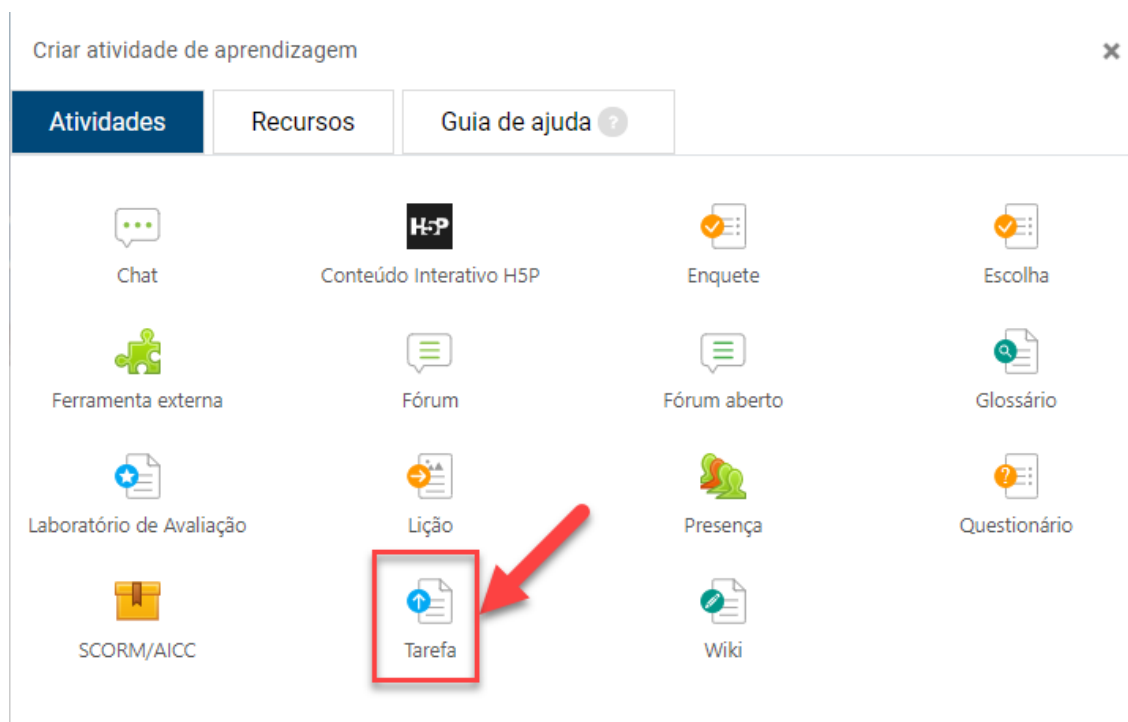 Criar atividade de aprendizagem
Atividades Recursos Guia de ajuda ?
H5P
Chat Conteúdo Interativo H5P Enquete Escolha
Ferramenta externa Fórum Fórum aberto Glossário
Laboratório de Avaliação Lição Presença Questionário
SCORM/AICC Tarefa Wiki